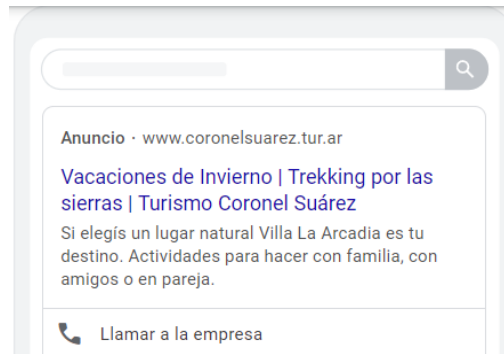 Anuncio · www.coronelsuarez.tur.ar
Vacaciones de Invierno | Trekking por las
sierras | Turismo Coronel Suárez
Si elegís un lugar natural Villa La Arcadia es tu
destino. Actividades para hacer con familia, con
amigos o en pareja.
Llamar a la empresa